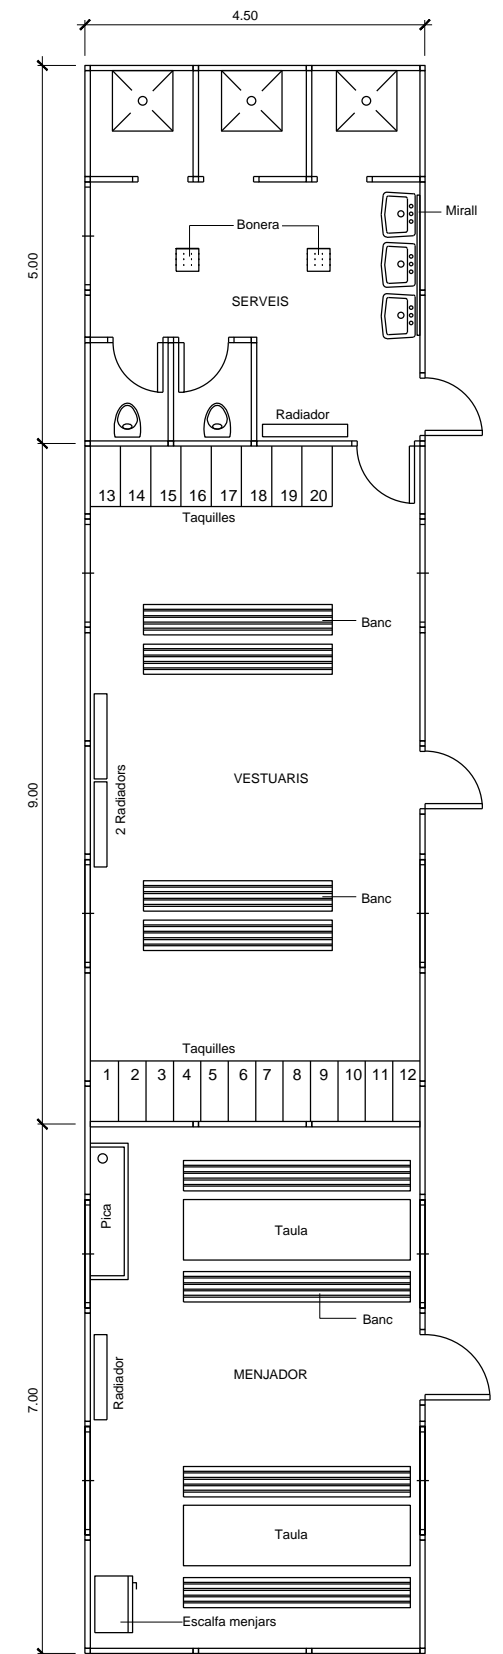 4.50
5.00
Mirall
Bonera
SERVEIS
Radiador
13 14 15 16 17 18 19 20
Taquilles
Banc
9.00
2 Radiadors
VESTUARIS
Banc
Taquilles
1 2 3 4 5 6 7 8 9 10 11 12
Pica
Taula
Banc
7.00
Radiador
MENJADOR
Taula
Escalfa menjars